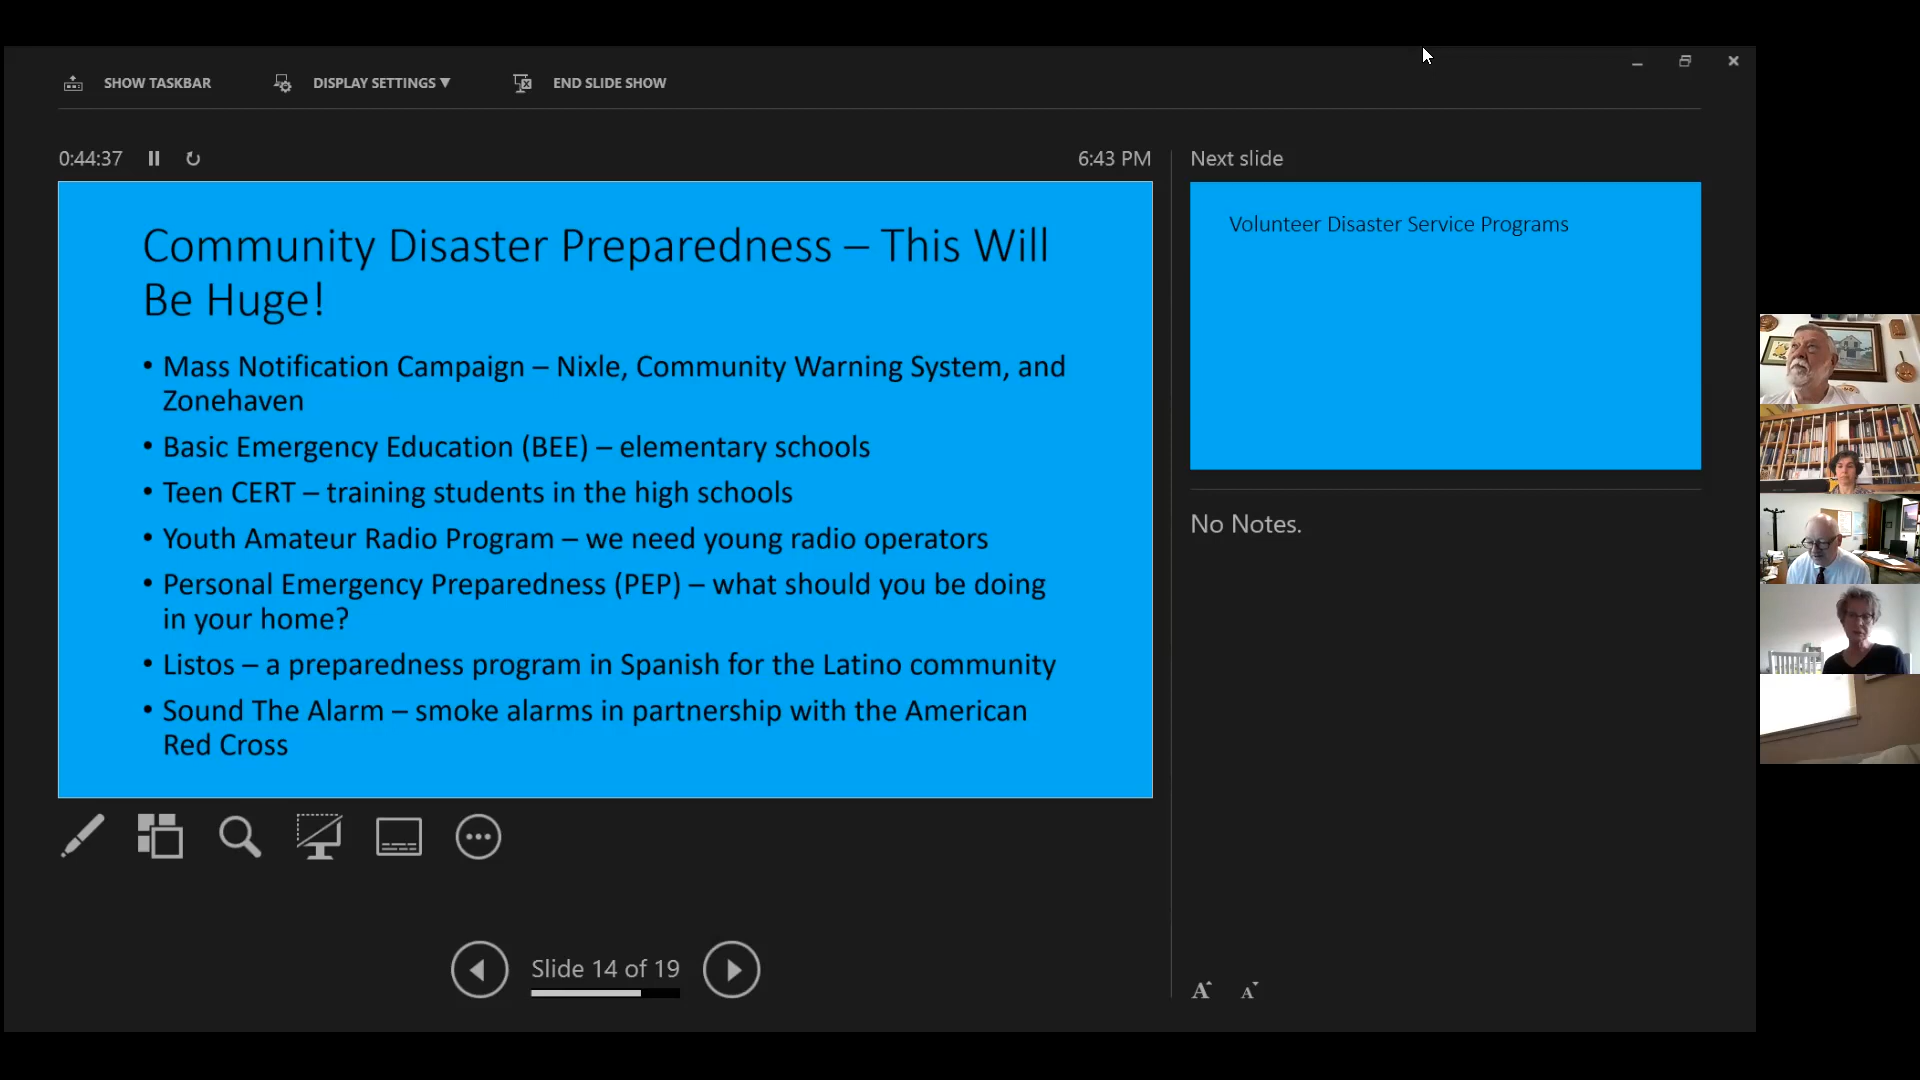 SHOW TASKBAR
DISPLAY SETTINGS ▼
END SLIDE SHOW
0:44:37
6:43 PM
Community Disaster Preparedness – This Will
Be Huge!
• Mass Notification Campaign – Nixle, Community Warning System, and
Zonehaven
• Basic Emergency Education (BEE) – elementary schools
• Teen CERT – training students in the high schools
• Youth Amateur Radio Program – we need young radio operators
• Personal Emergency Preparedness (PEP) – what should you be doing
in your home?
• Listos – a preparedness program in Spanish for the Latino community
• Sound The Alarm – smoke alarms in partnership with the American
Red Cross
Slide 14 of 19
Next slide
Volunteer Disaster Service Programs
No Notes.
A A